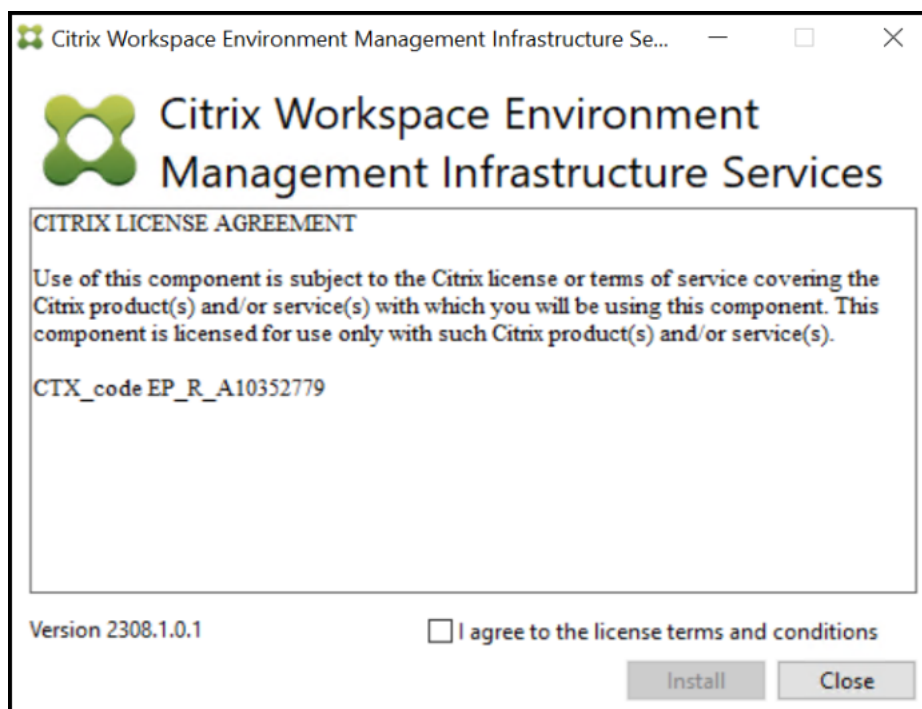 Citrix Workspace Environment Management Infrastructure Se...
Citrix Workspace Environment
Management Infrastructure Services
CITRIX LICENSE AGREEMENT
Use of this component is subject to the Citrix license or terms of service covering the
Citrix product(s) and/or service(s) with which you will be using this component. This
component is licensed for use only with such Citrix product(s) and/or service(s).
CTX_code EP_R_A10352779
Version 2308.1.0.1
I agree to the license terms and conditions
Install
Close